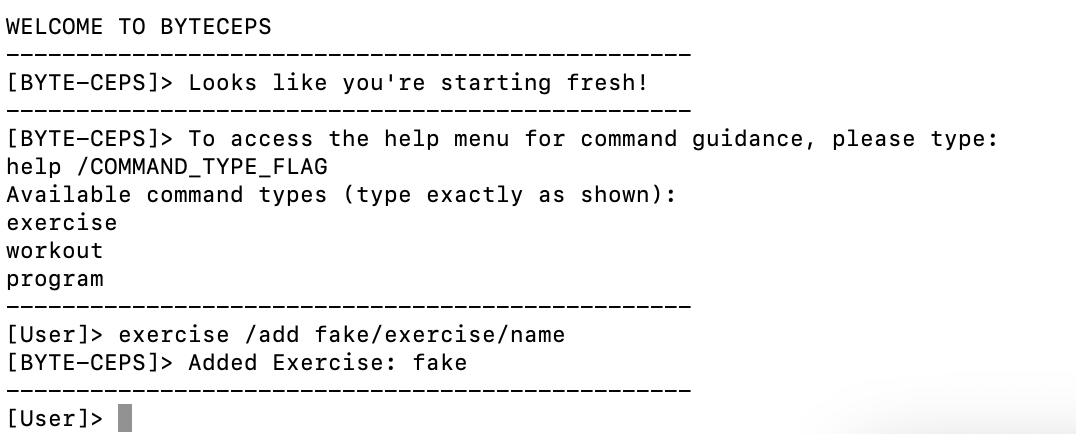 WELCOME TO BYTECEPS
-------------------------------------------------
[BYTE-CEPS]> Looks like you're starting fresh!
-------------------------------------------------
[BYTE-CEPS]> To access the help menu for command guidance, please type:
help /COMMAND_TYPE_FLAG
Available command types (type exactly as shown):
exercise
workout
program
-------------------------------------------------
[User]> exercise /add fake/exercise/name
[BYTE-CEPS]> Added Exercise: fake
-------------------------------------------------
[User]>